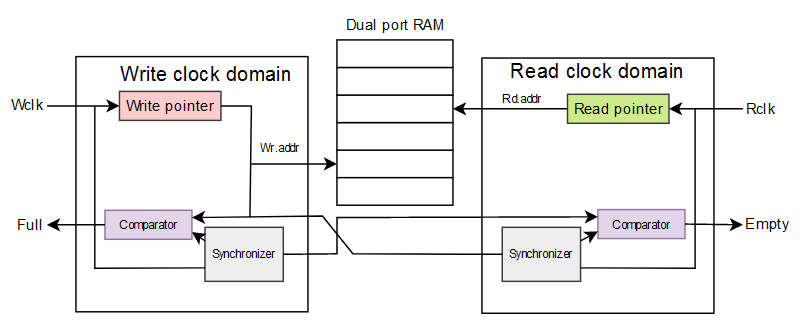 Dual port RAM
Write clock domain
Read clock domain
Wclk
Write pointer
Rd.addr
Read pointer
Rclk
Wr.addr
Full
Comparator
Comparator
Empty
Synchronizer
Synchronizer